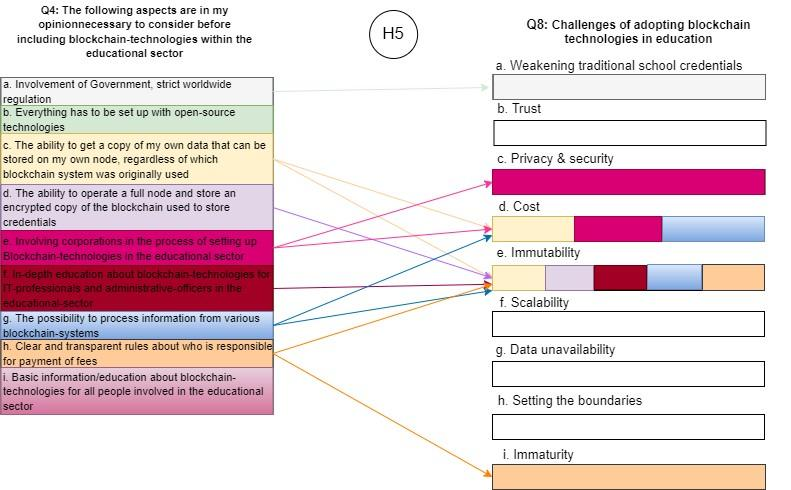 Q4: The following aspects are in my
opinionnecessary to consider before
including blockchain-technologies within the
educational sector
H5
Q8: Challenges of adopting blockchain
technologies in education
a. Involvement of Government, strict worldwide
regulation
b. Everything has to be set up with open-source
technologies
c. The ability to get a copy of my own data that can be
stored on my own node, regardless of which
blockchain system was originally used
d. The ability to operate a full node and store an
encrypted copy of the blockchain used to store
credentials
e. Involving corporations in the process of setting up
Blockchain-technologies in the educational sector
f. In-depth education about blockchain-technologies for
IT-professionals and administrative-officers in the
educational-sector
g. The possibility to process information from various
blockchain-systems
h. Clear and transparent rules about who is responsible
for payment of fees
i. Basic information/education about blockchain-
technologies for all people involved in the educational
sector
a. Weakening traditional school credentials
b. Trust
c. Privacy & security
d. Cost
e. Immutability
f. Scalability
g. Data unavailability
h. Setting the boundaries
i. Immaturity